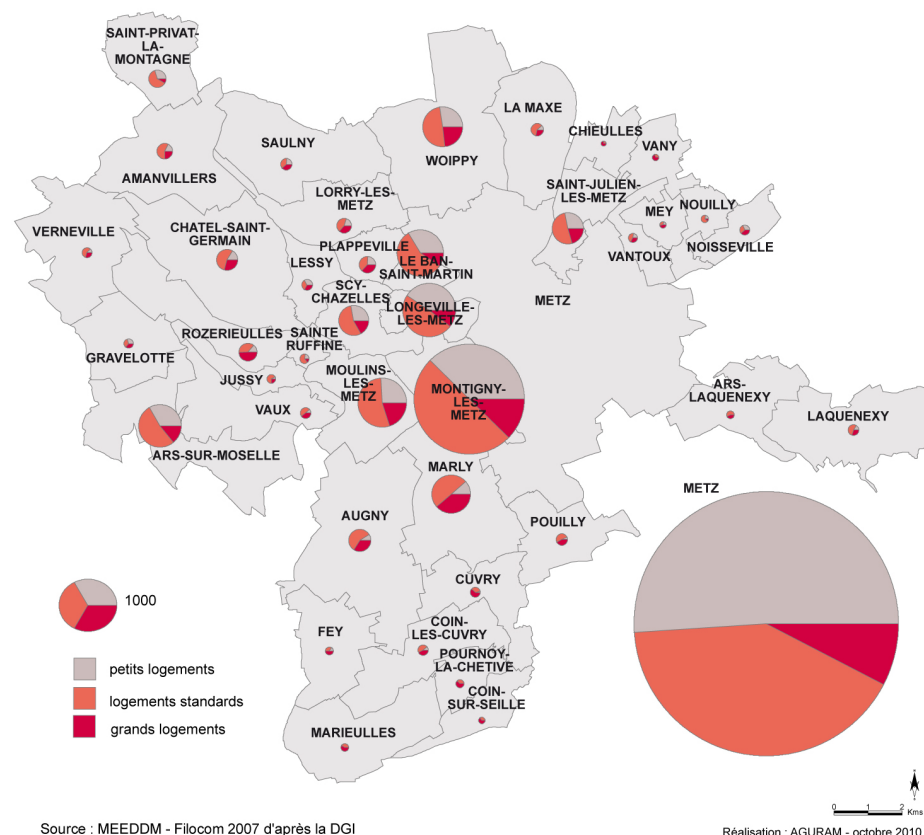 SAINT-PRIVAT-
LA-
MONTAGNE
LA MAXE
CHIEULLES
VANY
SAULNY
WOIPPY
AMANVILLERS
SAINT-JULIEN-
LES-METZ
LORRY-LES-
METZ
MEY
NOUILLY
VERNEVILLE
CHATEL-SAINT-
GERMAIN
PLAPPEVILLE
LE BAN-
SAINT-MARTIN
NOISSEVILLE
VANTOUX
LESSY
SCY-
CHAZELLES
METZ
LONGEVILLE-
LES-METZ
ROZERIEULLES
SAINTE
RUFFINE
GRAVELOTTE
MOULINS-
LES-
METZ
JUSSY
MONTIGNY-
LES-
METZ
ARS-
LAQUENEXY
VAUX
LAQUENEXY
ARS-SUR-MOSELLE
MARLY
METZ
AUGNY
POUILLY
CUVRY
1000
COIN-
LES-CUVRY
FEY
POURNOY-
LA-CHETIVE
petits logements
COIN-
SUR-SEILLE
logements standards
grands logements
MARIEULLES
0 1 2
Kms
Source : MEEDDM - Filocom 2007 d'après la DGI
Réalisation : AGURAM - octobre 2010